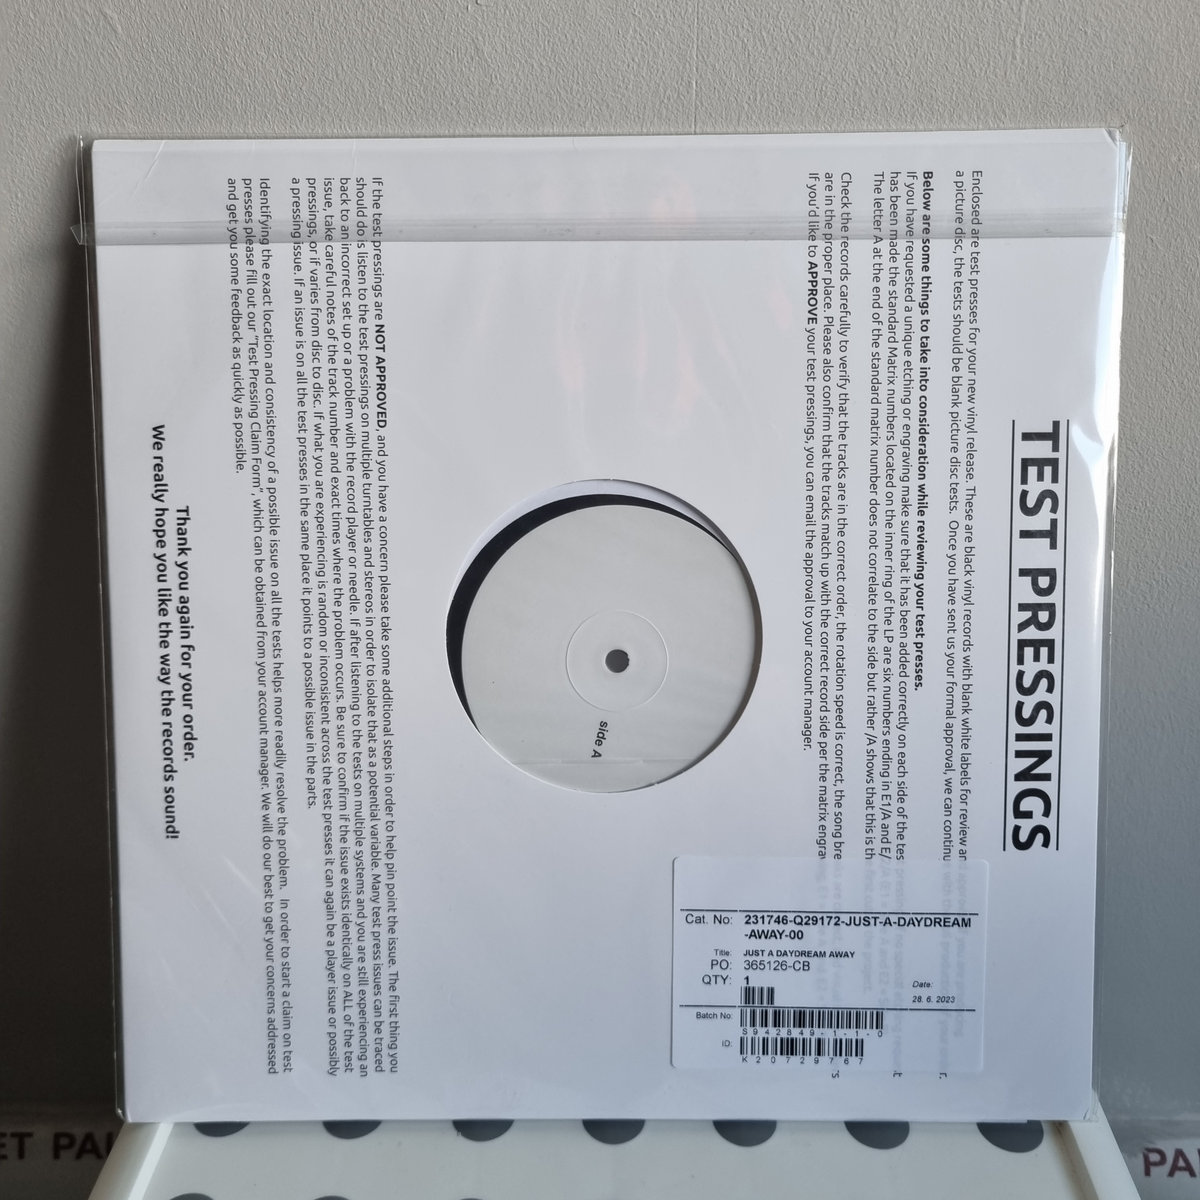 TEST PRESSINGS
Enclosed are test presses for your new vinyl release. These are black vinyl records with blank white labels for review and
a picture disc, the tests should be blank picture disc tests. Once you have sent us your formal approval, we can continu
Below are some things to take into consideration while reviewing your test presses.
If you have requested a unique etching or engraving make sure that it has been added correctly on each side of the tes
has been made the standard Matrix numbers located on the inner ring of the LP are six numbers ending in E1/A and E/
The letter A at the end of the standard matrix number does not correlate to the side but rather /A shows that this is th
Check the records carefully to verify that the tracks are in the correct order, the rotation speed is correct, the song bre
are in the proper place. Please also confirm that the tracks match up with the correct record side per the matrix engra
If you'd like to APPROVE your test pressings, you can email the approval to your account manager.
side A
If the test pressings are NOT APPROVED, and you have a concern please take some additional steps in order to help pin point the issue. The first thing you
should do is listen to the test pressings on multiple turntables and stereos in order to isolate that as a potential variable. Many test press issues can be traced
back to an incorrect set up or a problem with the record player or needle. If after listening to the tests on multiple systems and you are still experiencing an
issue, take careful notes of the track number and exact times where the problem occurs. Be sure to confirm if the issue exists identically on ALL of the test
pressings, or if varies from disc to disc. If what you are experiencing is random or inconsistent across the test presses it can again be a player issue or possibly
a pressing issue. If an issue is on all the test presses in the same place it points to a possible issue in the parts.
Identifying the exact location and consistency of a possible issue on all the tests helps more readily resolve the problem. In order to start a claim on test
presses please fill out our "Test Pressing Claim Form", which can be obtained from your account manager. We will do our best to get your concerns addressed
and get you some feedback as quickly as possible.
Thank you again for your order.
We really hope you like the way the records sound!
Cat. No: 231746-Q29172-JUST-A-DAYDREAM
-AWAY-00
Title: JUST A DAYDREAM AWAY
PO: 365126-CB
QTY: 1
Date:
28. 6. 2023
Batch No:
S942849-1-1-0
ID:
K20729767
ET PAI
PA